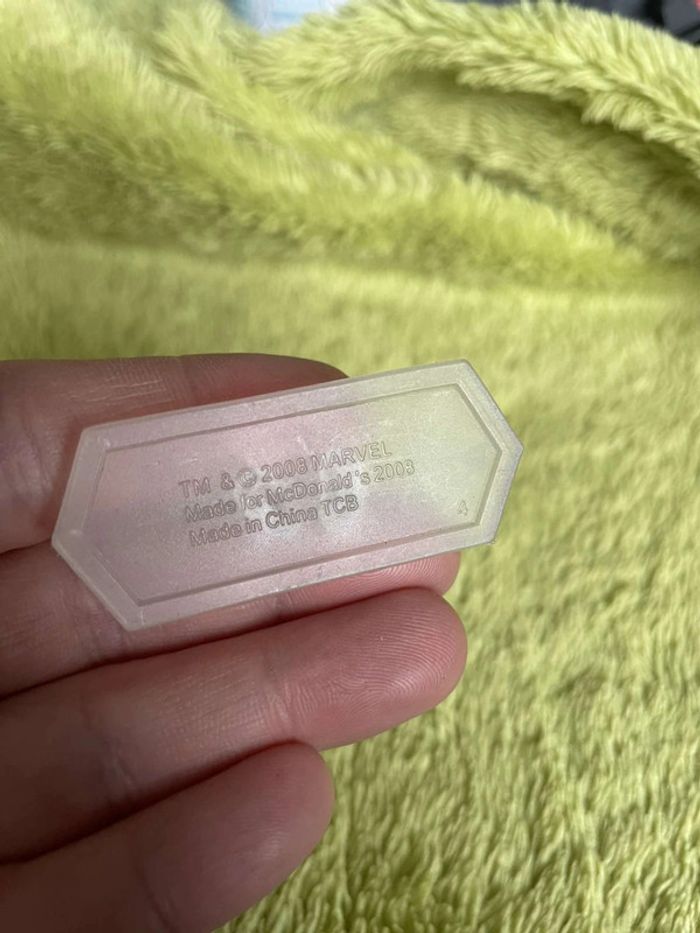 TM & © 2008 MARVEL
Made for McDonald's 2008
Made in China TCB
4